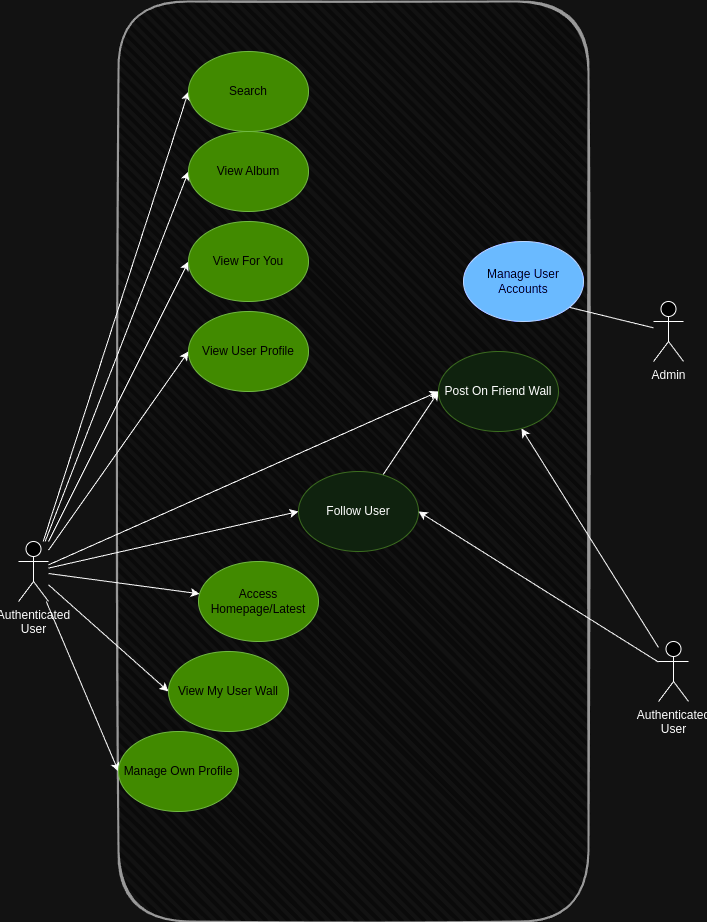 Search
View Album
View For You
View User Profile
Manage User
Accounts
Admin
Post On Friend Wall
Follow User
Access
Homepage/Latest
Authenticated
User
View My User Wall
Manage Own Profile
Authenticated
User